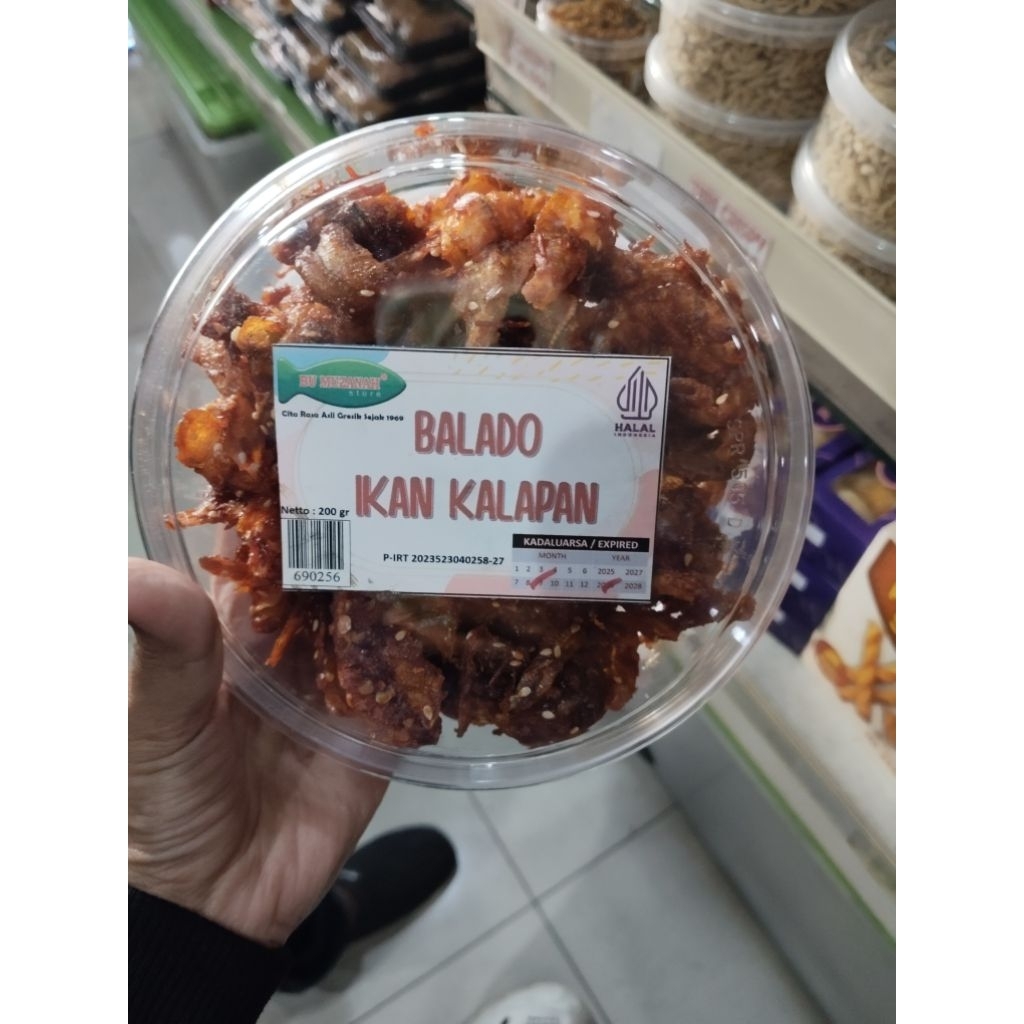 BU MUZANAH®
store
Cita Rasa Asli Gresik Sejak 1969
HALAL
INDONESIA
BALADO
IKAN KALAPAN
Netto : 200 gr
690256
P-IRT 2023523040258-27
KADALUARSA / EXPIRED
MONTH YEAR
1 2 3 5 6 2025 2027
7 8 10 11 12 2028